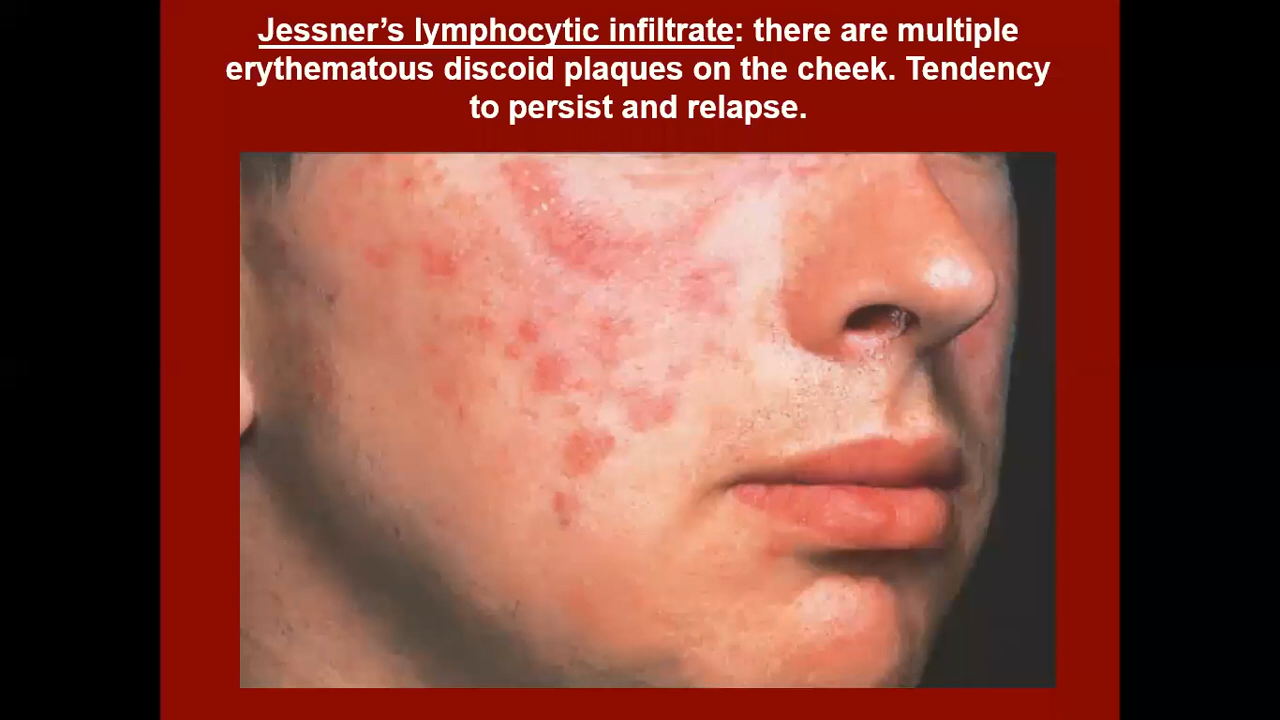 Jessner’s lymphocytic infiltrate: there are multiple
erythematous discoid plaques on the cheek. Tendency
to persist and relapse.